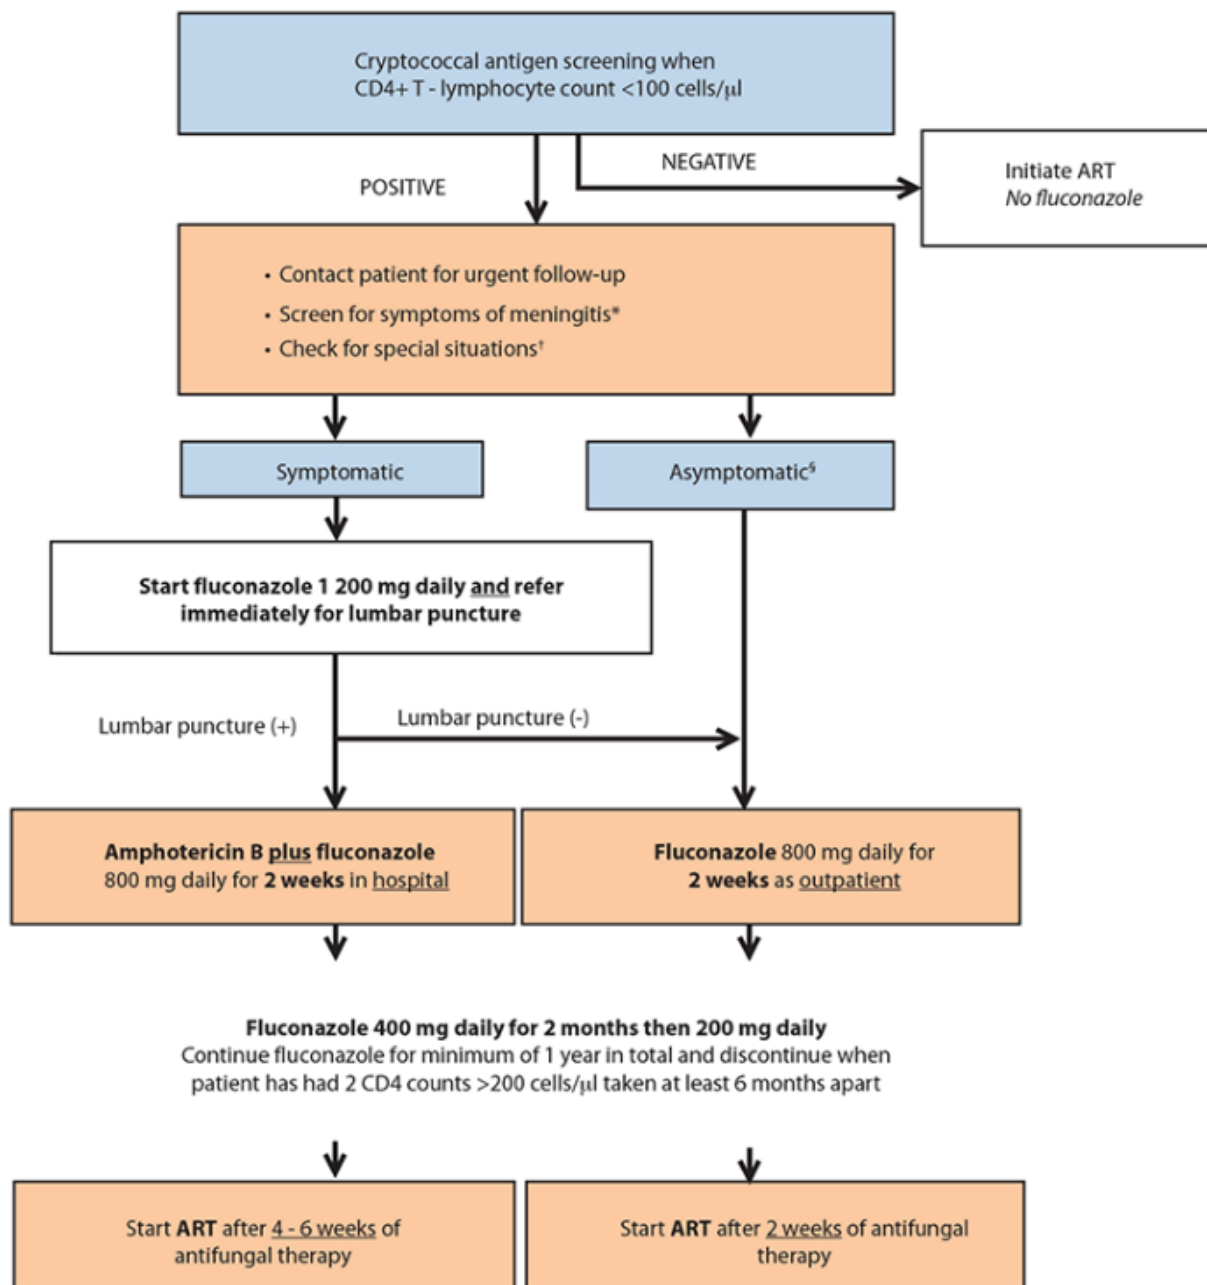 Cryptococcal antigen screening when
CD4+ T - lymphocyte count <100 cells/μl
NEGATIVE
POSITIVE
Initiate ART
No fluconazole
• Contact patient for urgent follow-up
• Screen for symptoms of meningitis*
• Check for special situations†
Symptomatic
Asymptomatic§
Start fluconazole 1 200 mg daily and refer
immediately for lumbar puncture
Lumbar puncture (+)
Lumbar puncture (-)
Amphotericin B plus fluconazole
800 mg daily for 2 weeks in hospital
Fluconazole 800 mg daily for
2 weeks as outpatient
Fluconazole 400 mg daily for 2 months then 200 mg daily
Continue fluconazole for minimum of 1 year in total and discontinue when
patient has had 2 CD4 counts >200 cells/μl taken at least 6 months apart
Start ART after 4 - 6 weeks of
antifungal therapy
Start ART after 2 weeks of antifungal
therapy